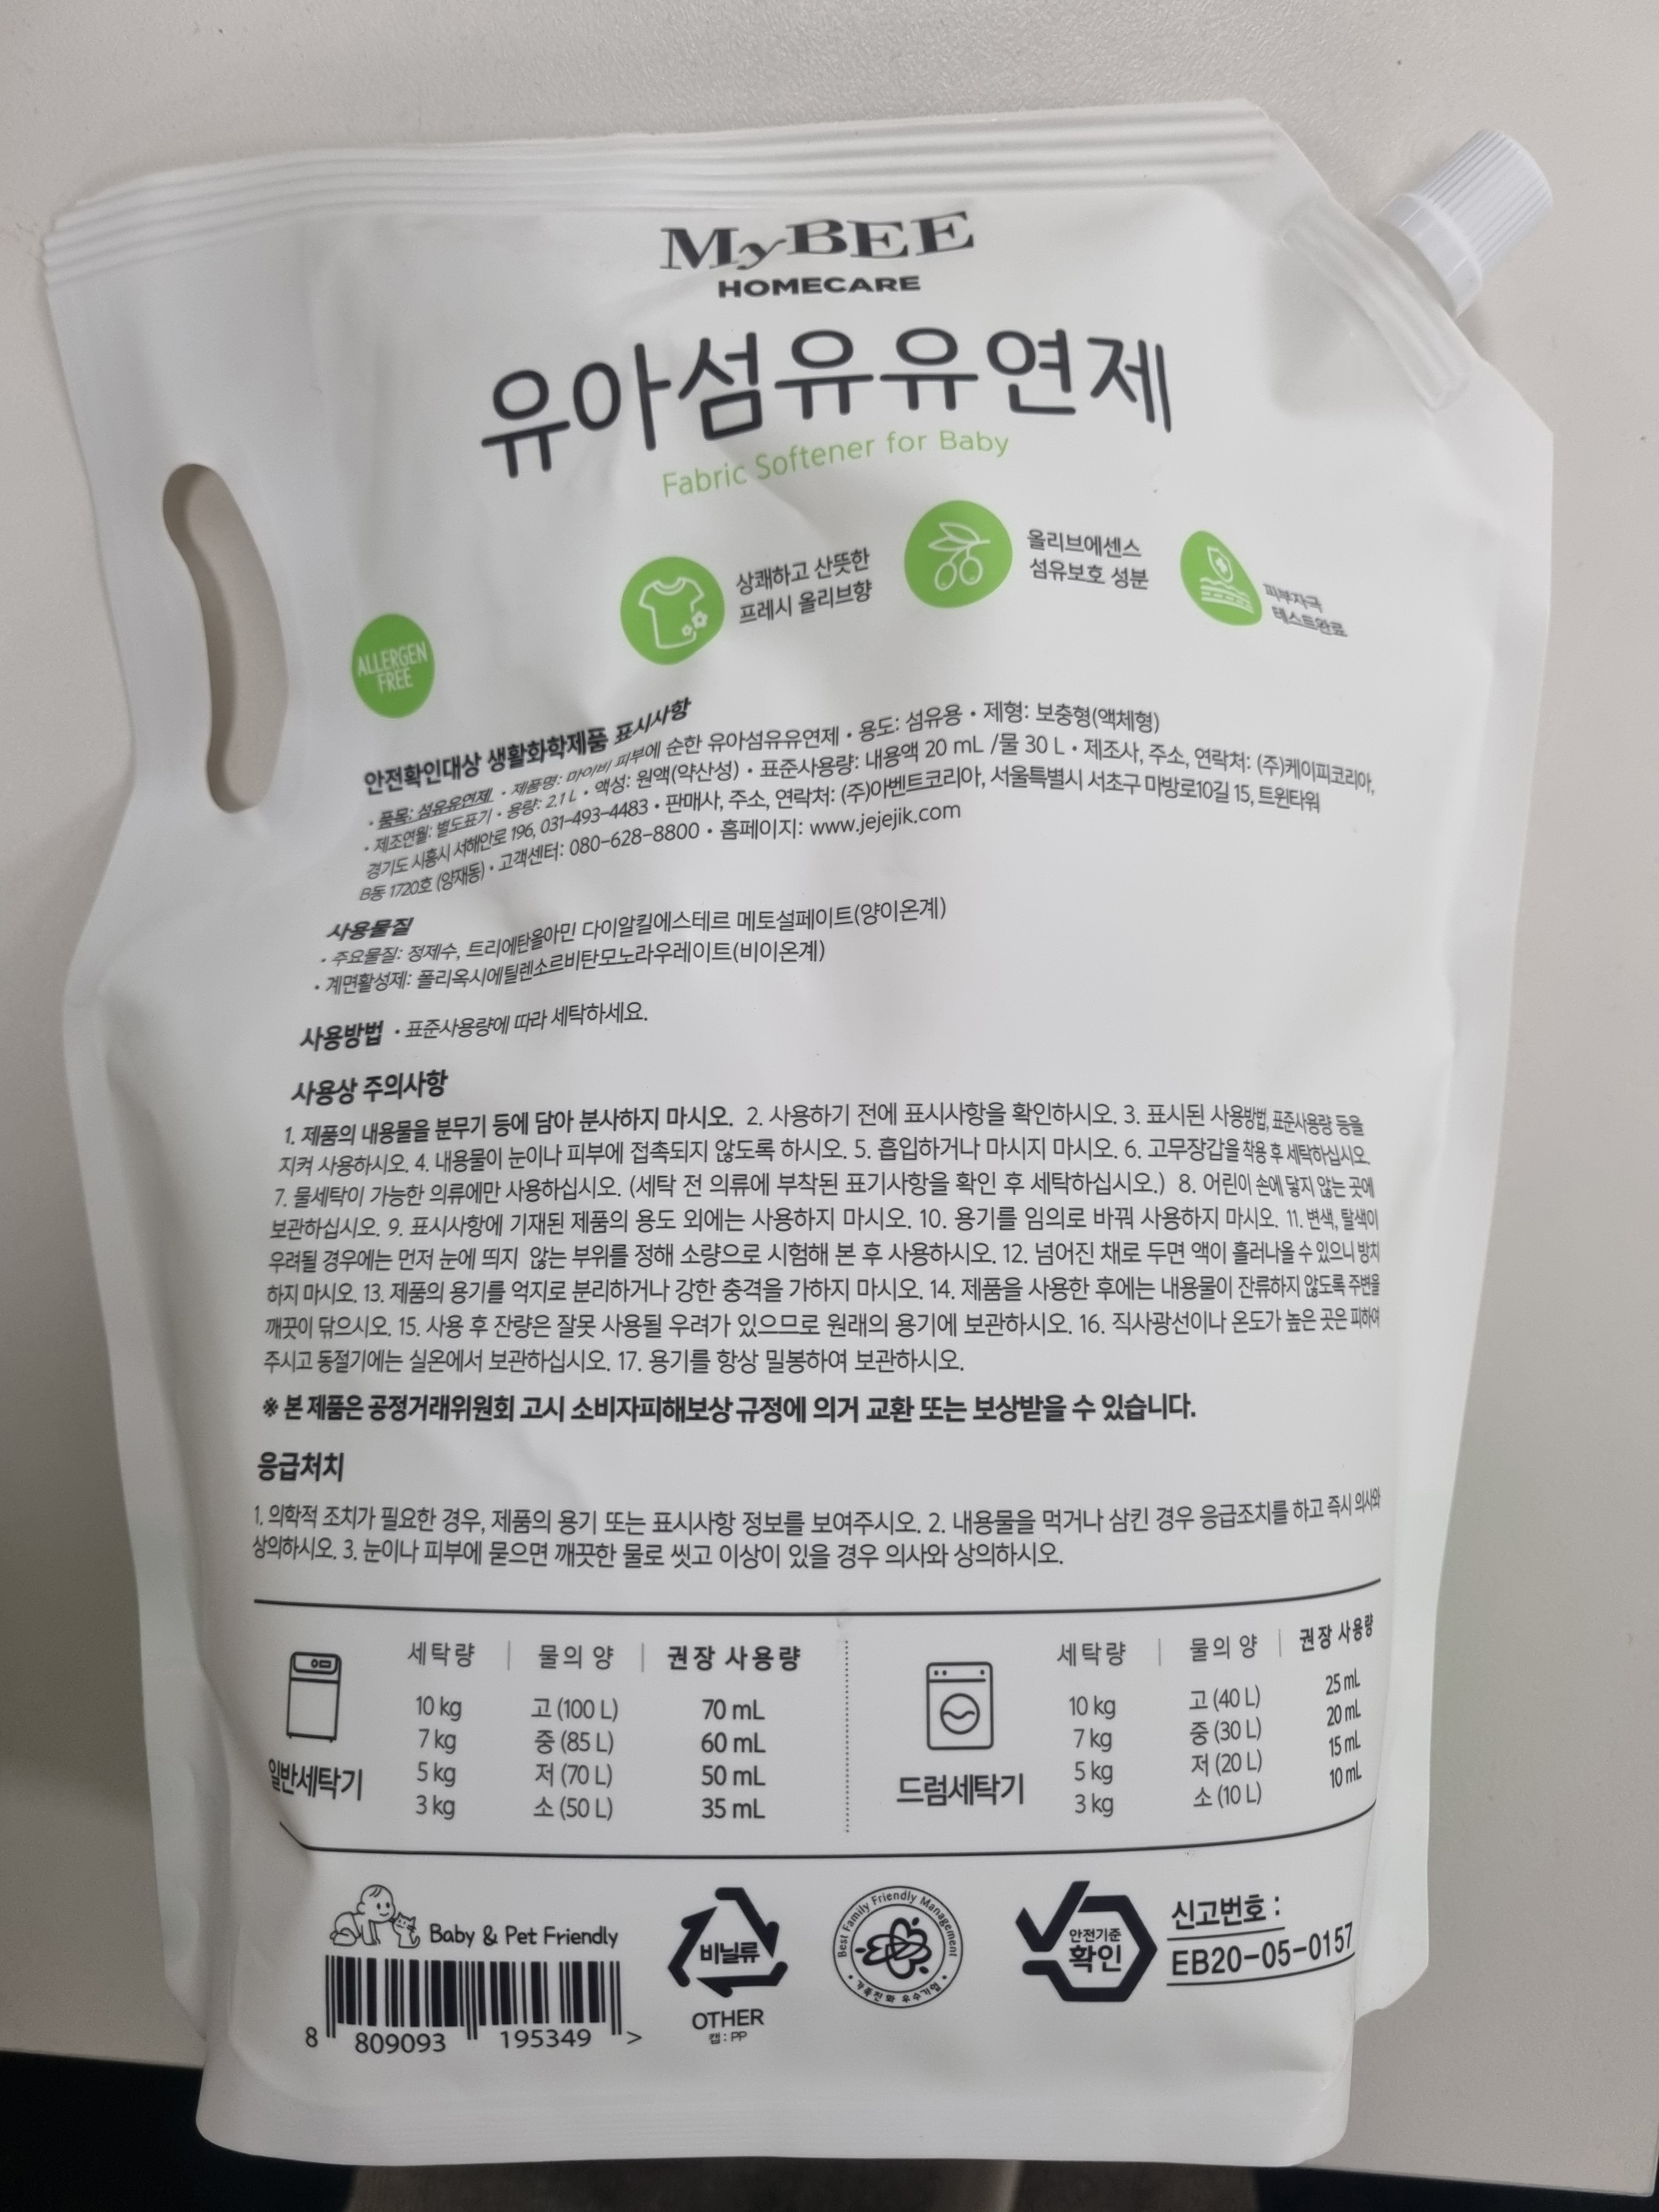 MyBEE
HOMECARE
유아섬유유연제
Fabric Softener for Baby
ALLERGEN
FREE
상쾌하고 산뜻한
프레시 올리브향
올리브에센스
섬유보호 성분
피부자극
테스트완료
안전확인대상 생활화학제품 표시사항
• 품목: 섬유유연제 • 제품명: 마이비 피부에 순한 유아섬유유연제 • 용도: 섬유용 • 제형: 보충형(액체형)
• 제조연월: 별도표기 • 용량: 2.1 L • 액성: 원액(약산성) • 표준사용량: 내용액 20 mL /물 30 L • 제조사, 주소, 연락처: (주)케이피코리아,
경기도 시흥시 서해안로 196, 031-493-4483 • 판매사, 주소, 연락처: (주)아벤트코리아, 서울특별시 서초구 마방로10길 15, 트윈타워
B동 1720호 (양재동) • 고객센터: 080-628-8800 • 홈페이지: www.jejejik.com
사용물질
• 주요물질: 정제수, 트리에탄올아민 다이알킬에스테르 메토설페이트(양이온계)
• 계면활성제: 폴리옥시에틸렌소르비탄모노라우레이트(비이온계)
사용방법 • 표준사용량에 따라 세탁하세요.
사용상 주의사항
1. 제품의 내용물을 분무기 등에 담아 분사하지 마시오. 2. 사용하기 전에 표시사항을 확인하시오. 3. 표시된 사용방법, 표준사용량 등을
지켜 사용하시오. 4. 내용물이 눈이나 피부에 접촉되지 않도록 하시오. 5. 흡입하거나 마시지 마시오. 6. 고무장갑을 착용 후 세탁하십시오.
7. 물세탁이 가능한 의류에만 사용하십시오. (세탁 전 의류에 부착된 표기사항을 확인 후 세탁하십시오.) 8. 어린이 손에 닿지 않는 곳에
보관하십시오. 9. 표시사항에 기재된 제품의 용도 외에는 사용하지 마시오. 10. 용기를 임의로 바꿔 사용하지 마시오. 11. 변색, 탈색이
우려될 경우에는 먼저 눈에 띄지 않는 부위를 정해 소량으로 시험해 본 후 사용하시오. 12. 넘어진 채로 두면 액이 흘러나올 수 있으니 방치
하지 마시오. 13. 제품의 용기를 억지로 분리하거나 강한 충격을 가하지 마시오. 14. 제품을 사용한 후에는 내용물이 잔류하지 않도록 주변을
깨끗이 닦으시오. 15. 사용 후 잔량은 잘못 사용될 우려가 있으므로 원래의 용기에 보관하시오. 16. 직사광선이나 온도가 높은 곳은 피하여
주시고 동절기에는 실온에서 보관하십시오. 17. 용기를 항상 밀봉하여 보관하시오.
※ 본 제품은 공정거래위원회 고시 소비자피해보상 규정에 의거 교환 또는 보상받을 수 있습니다.
응급처치
1. 의학적 조치가 필요한 경우, 제품의 용기 또는 표시사항 정보를 보여주시오. 2. 내용물을 먹거나 삼킨 경우 응급조치를 하고 즉시 의사와
상의하시오. 3. 눈이나 피부에 묻으면 깨끗한 물로 씻고 이상이 있을 경우 의사와 상의하시오.
일반세탁기
세탁량 | 물의 양 | 권장 사용량
10 kg 고 (100 L) 70 mL
7 kg 중 (85 L) 60 mL
5 kg 저 (70 L) 50 mL
3 kg 소 (50 L) 35 mL
드럼세탁기
세탁량 | 물의 양 | 권장 사용량
10 kg 고 (40 L) 25 mL
7 kg 중 (30 L) 20 mL
5 kg 저 (20 L) 15 mL
3 kg 소 (10 L) 10 mL
Baby & Pet Friendly
8 809093 195349 >
비닐류
OTHER
캡 : PP
Best Family Friendly Management
• 가족친화 우수기업 •
안전기준
확인
신고번호 :
EB20-05-0157